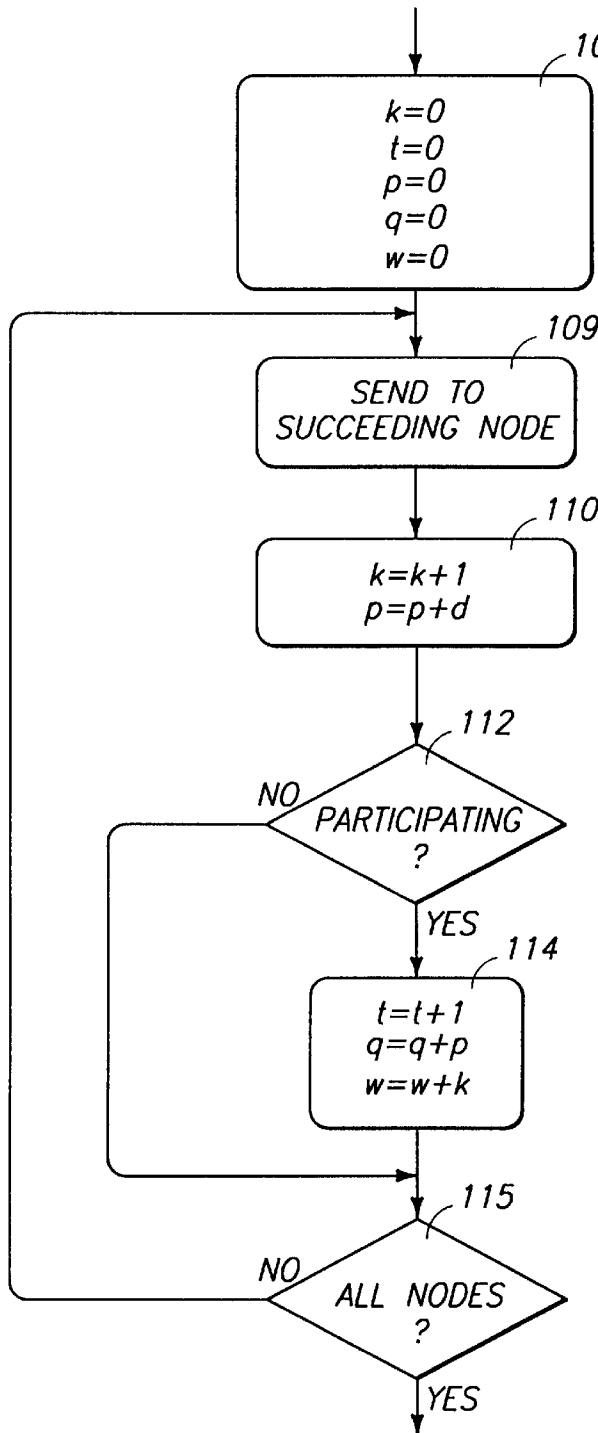 k=0
t=0
p=0
q=0
w=0
109
SEND TO
SUCCEEDING NODE
110
k=k+1
p=p+d
112
NO
PARTICIPATING
?
YES
114
t=t+1
q=q+p
w=w+k
115
NO
ALL NODES
?
YES